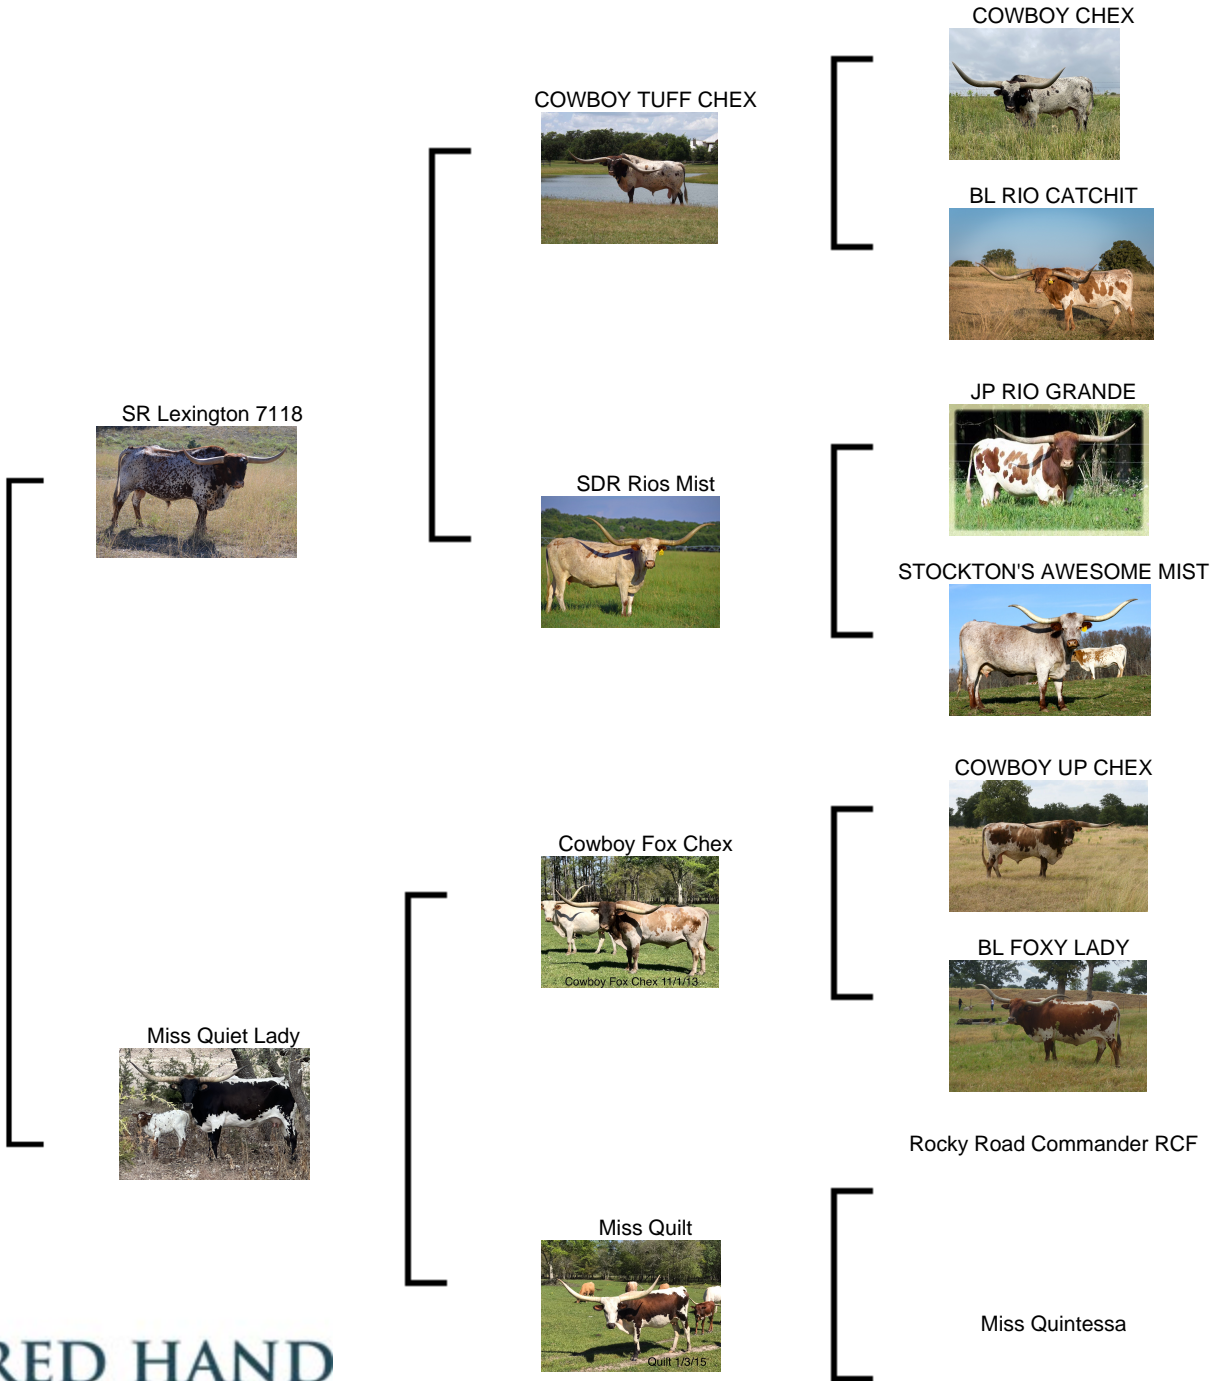 COWBOY CHEX
COWBOY TUFF CHEX
BL RIO CATCHIT
JP RIO GRANDE
SR Lexington 7118
SDR Rios Mist
STOCKTON'S AWESOME MIST
COWBOY UP CHEX
Cowboy Fox Chex
Cowboy Fox Chex 11/1/13
BL FOXY LADY
Miss Quiet Lady
Rocky Road Commander RCF
Miss Quilt
Quilt 1/3/15
Miss Quintessa
RED HAND